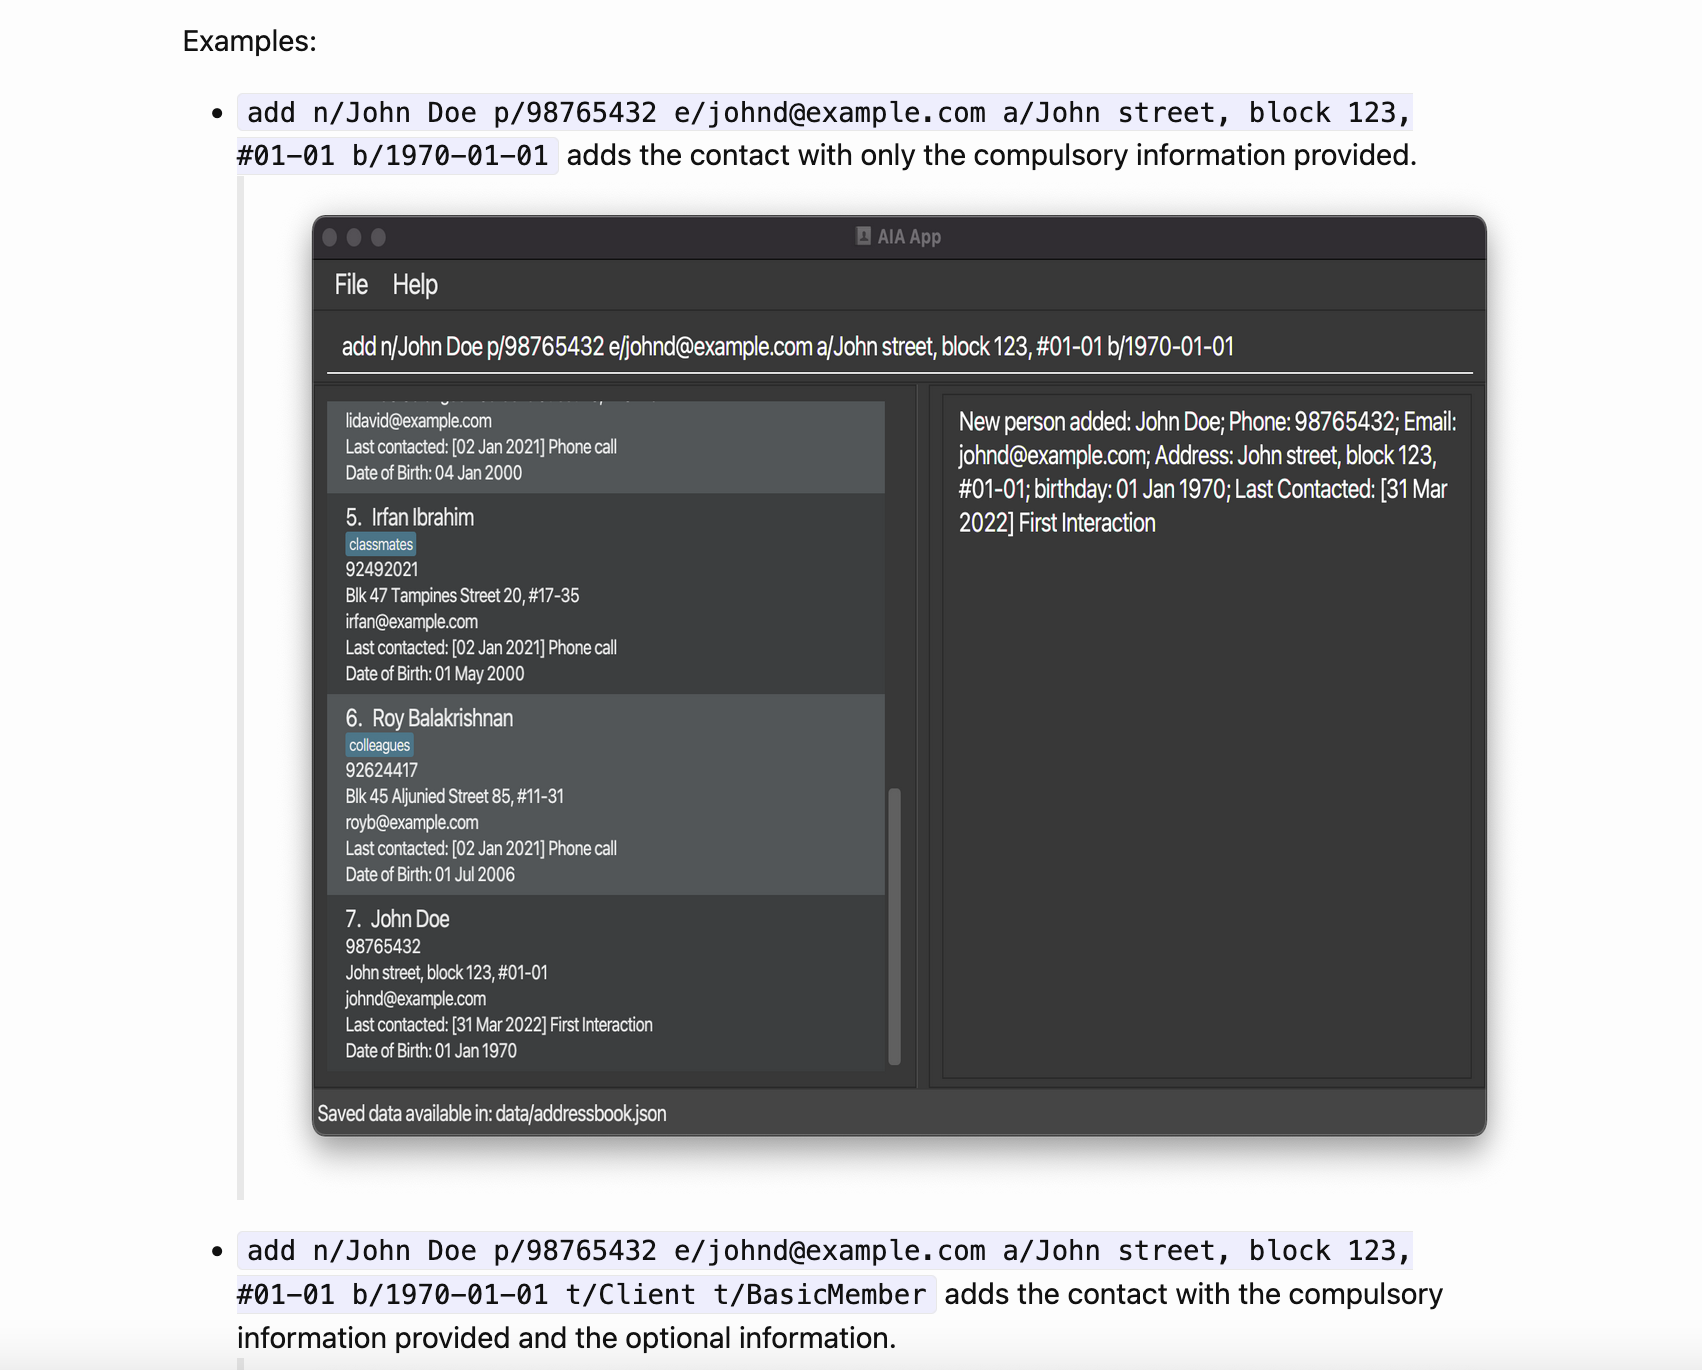 Examples:
add n/John Doe p/98765432 e/johnd@example.com a/John street, block 123,
#01-01 b/1970-01-01 adds the contact with only the compulsory information provided.
AIA App
File Help
add n/John Doe p/98765432 e/johnd@example.com a/John street, block 123, #01-01 b/1970-01-01
lidavid@example.com
Last contacted: [02 Jan 2021] Phone call
Date of Birth: 04 Jan 2000
5. Irfan Ibrahim
classmates
92492021
Blk 47 Tampines Street 20, #17-35
irfan@example.com
Last contacted: [02 Jan 2021] Phone call
Date of Birth: 01 May 2000
6. Roy Balakrishnan
colleagues
92624417
Blk 45 Aljunied Street 85, #11-31
royb@example.com
Last contacted: [02 Jan 2021] Phone call
Date of Birth: 01 Jul 2006
7. John Doe
98765432
John street, block 123, #01-01
johnd@example.com
Last contacted: [31 Mar 2022] First Interaction
Date of Birth: 01 Jan 1970
New person added: John Doe; Phone: 98765432; Email:
johnd@example.com; Address: John street, block 123,
#01-01; birthday: 01 Jan 1970; Last Contacted: [31 Mar
2022] First Interaction
Saved data available in: data/addressbook.json
add n/John Doe p/98765432 e/johnd@example.com a/John street, block 123,
#01-01 b/1970-01-01 t/Client t/BasicMember adds the contact with the compulsory
information provided and the optional information.